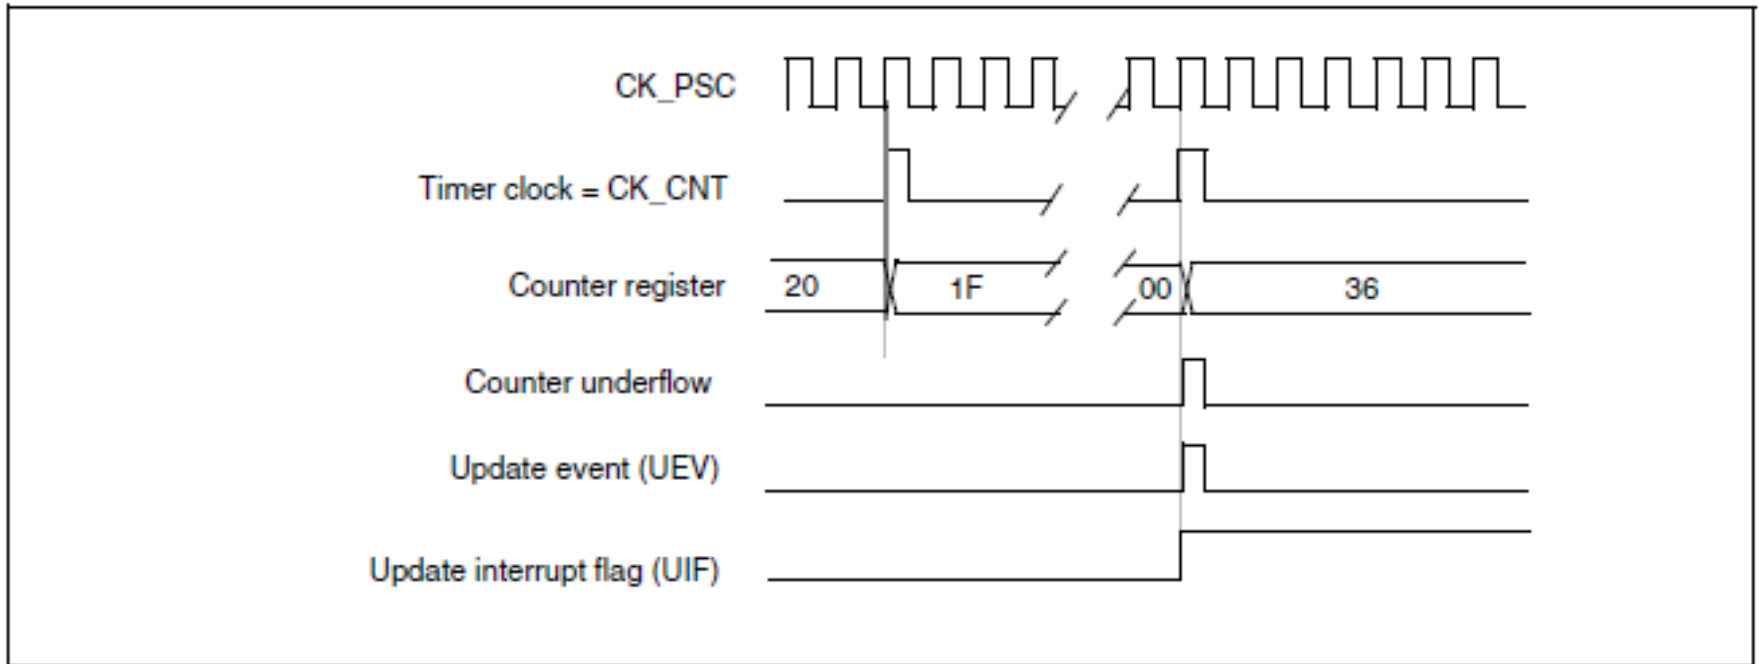 CK_PSC
Timer clock = CK_CNT
Counter register 20 1F 00 36
Counter underflow
Update event (UEV)
Update interrupt flag (UIF)